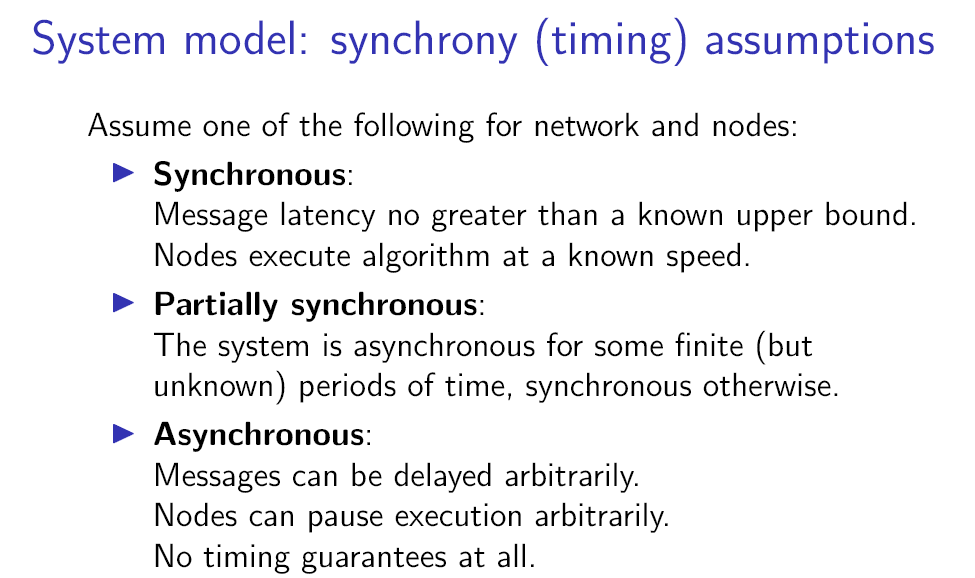 System model: synchrony (timing) assumptions
Assume one of the following for network and nodes:
▶ Synchronous:
Message latency no greater than a known upper bound.
Nodes execute algorithm at a known speed.
▶ Partially synchronous:
The system is asynchronous for some finite (but
unknown) periods of time, synchronous otherwise.
▶ Asynchronous:
Messages can be delayed arbitrarily.
Nodes can pause execution arbitrarily.
No timing guarantees at all.